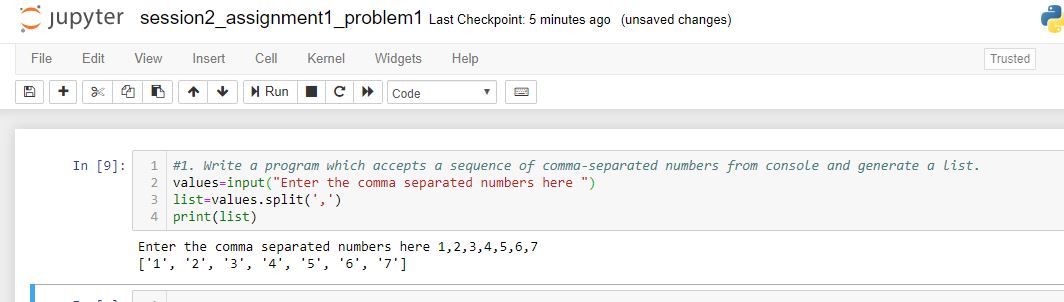 jupyter session2_assignment1_problem1 Last Checkpoint: 5 minutes ago (unsaved changes)
File Edit View Insert Cell Kernel Widgets Help Trusted
Run Code
In [9]: 1 #1. Write a program which accepts a sequence of comma-separated numbers from console and generate a list.
2 values=input("Enter the comma separated numbers here ")
3 list=values.split(',')
4 print(list)
Enter the comma separated numbers here 1,2,3,4,5,6,7
['1', '2', '3', '4', '5', '6', '7']